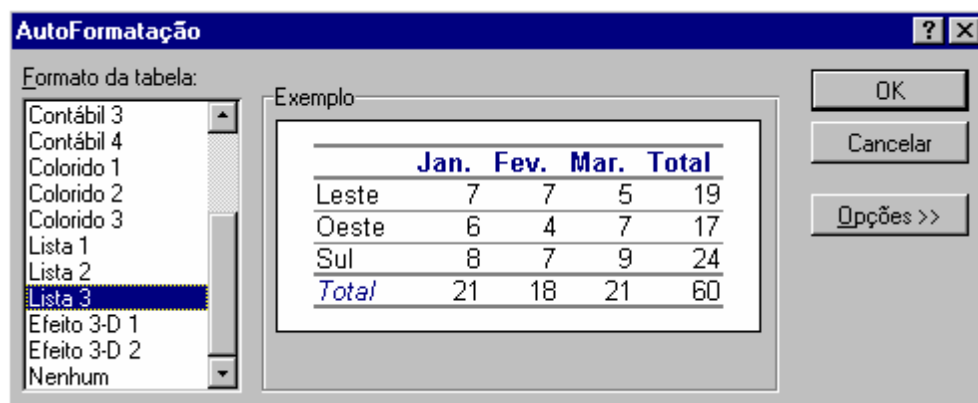 AutoFormatação
Formato da tabela:
Contábil 3
Contábil 4
Colorido 1
Colorido 2
Colorido 3
Lista 1
Lista 2
Lista 3
Efeito 3-D 1
Efeito 3-D 2
Nenhum
Exemplo
Jan. Fev. Mar. Total
Leste 7 7 5 19
Oeste 6 4 7 17
Sul 8 7 9 24
Total 21 18 21 60
OK
Cancelar
Opções >>